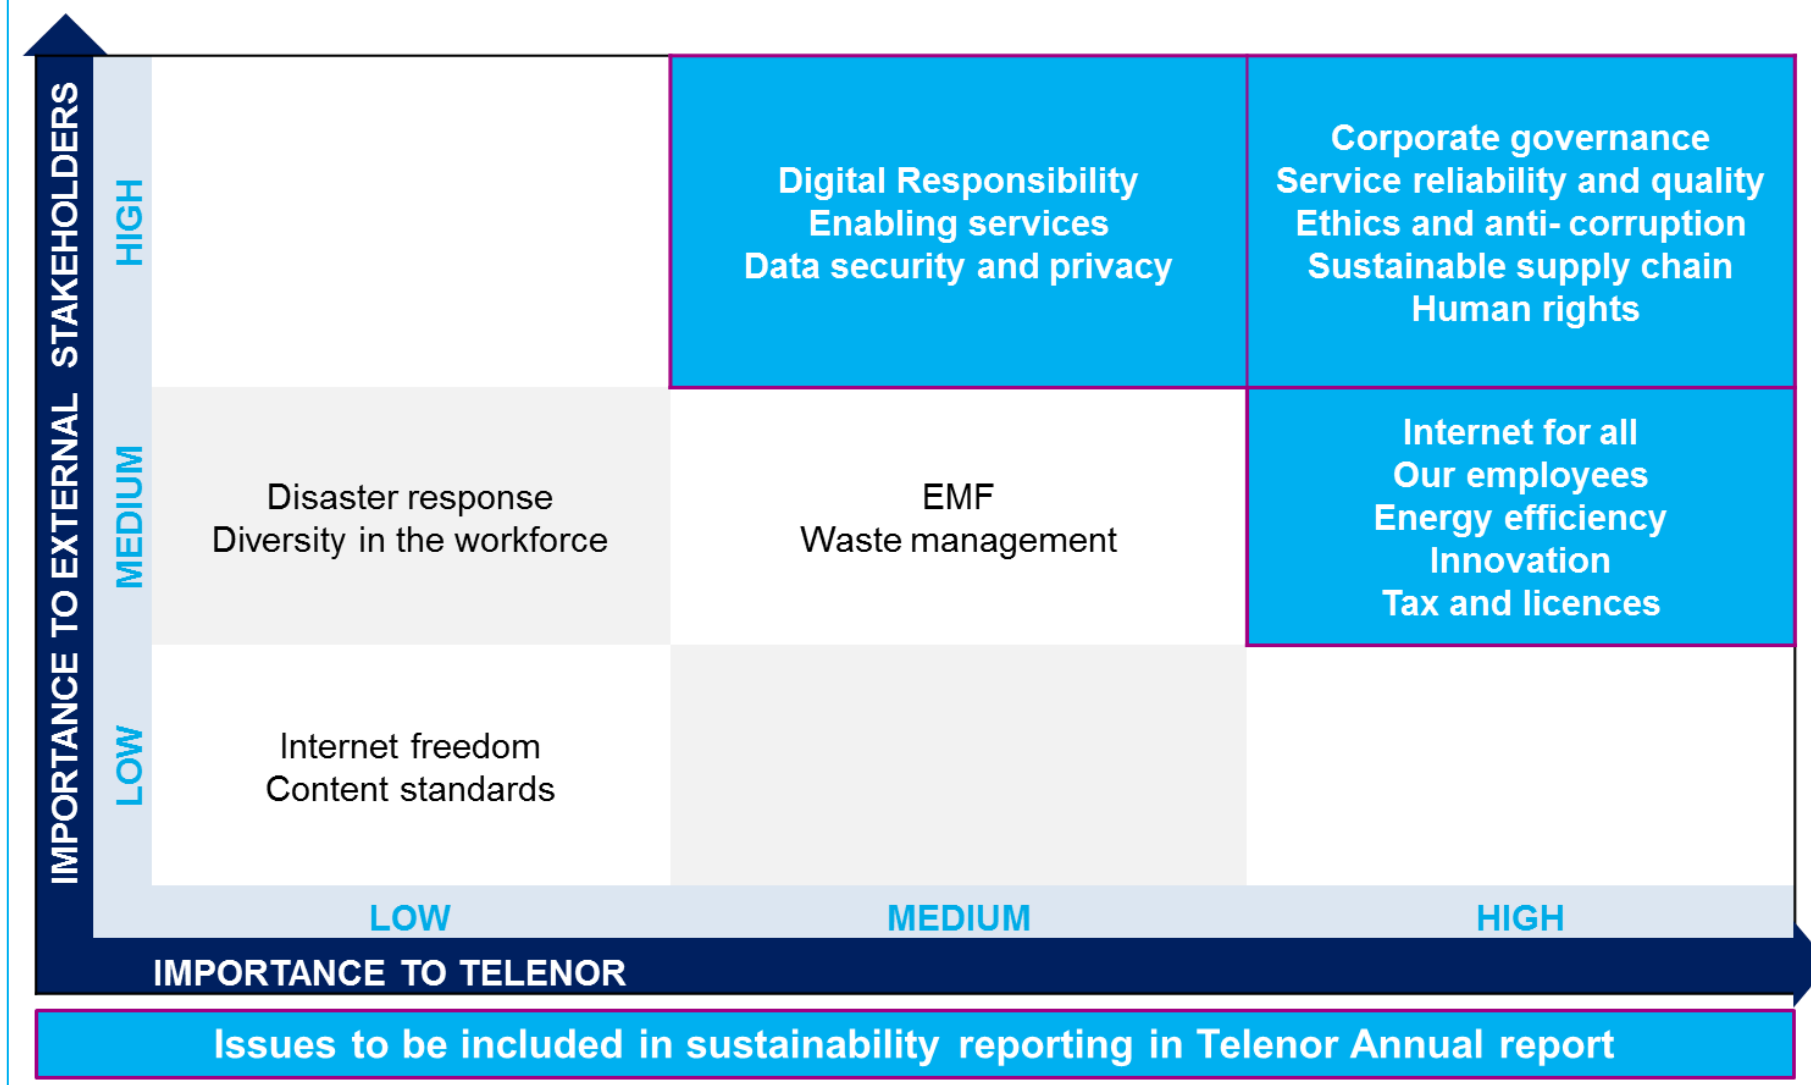 IMPORTANCE TO EXTERNAL STAKEHOLDERS
HIGH
Digital Responsibility
Enabling services
Data security and privacy
Corporate governance
Service reliability and quality
Ethics and anti- corruption
Sustainable supply chain
Human rights
MEDIUM
Disaster response
Diversity in the workforce
EMF
Waste management
Internet for all
Our employees
Energy efficiency
Innovation
Tax and licences
LOW
Internet freedom
Content standards
LOW
MEDIUM
HIGH
IMPORTANCE TO TELENOR
Issues to be included in sustainability reporting in Telenor Annual report